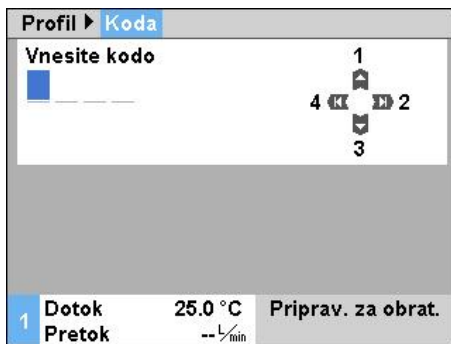 Profil ▶ Koda
Vnesite kodo
1
4 2
3
1
Dotok 25.0 °C
Pretok -- L/min
Priprav. za obrat.